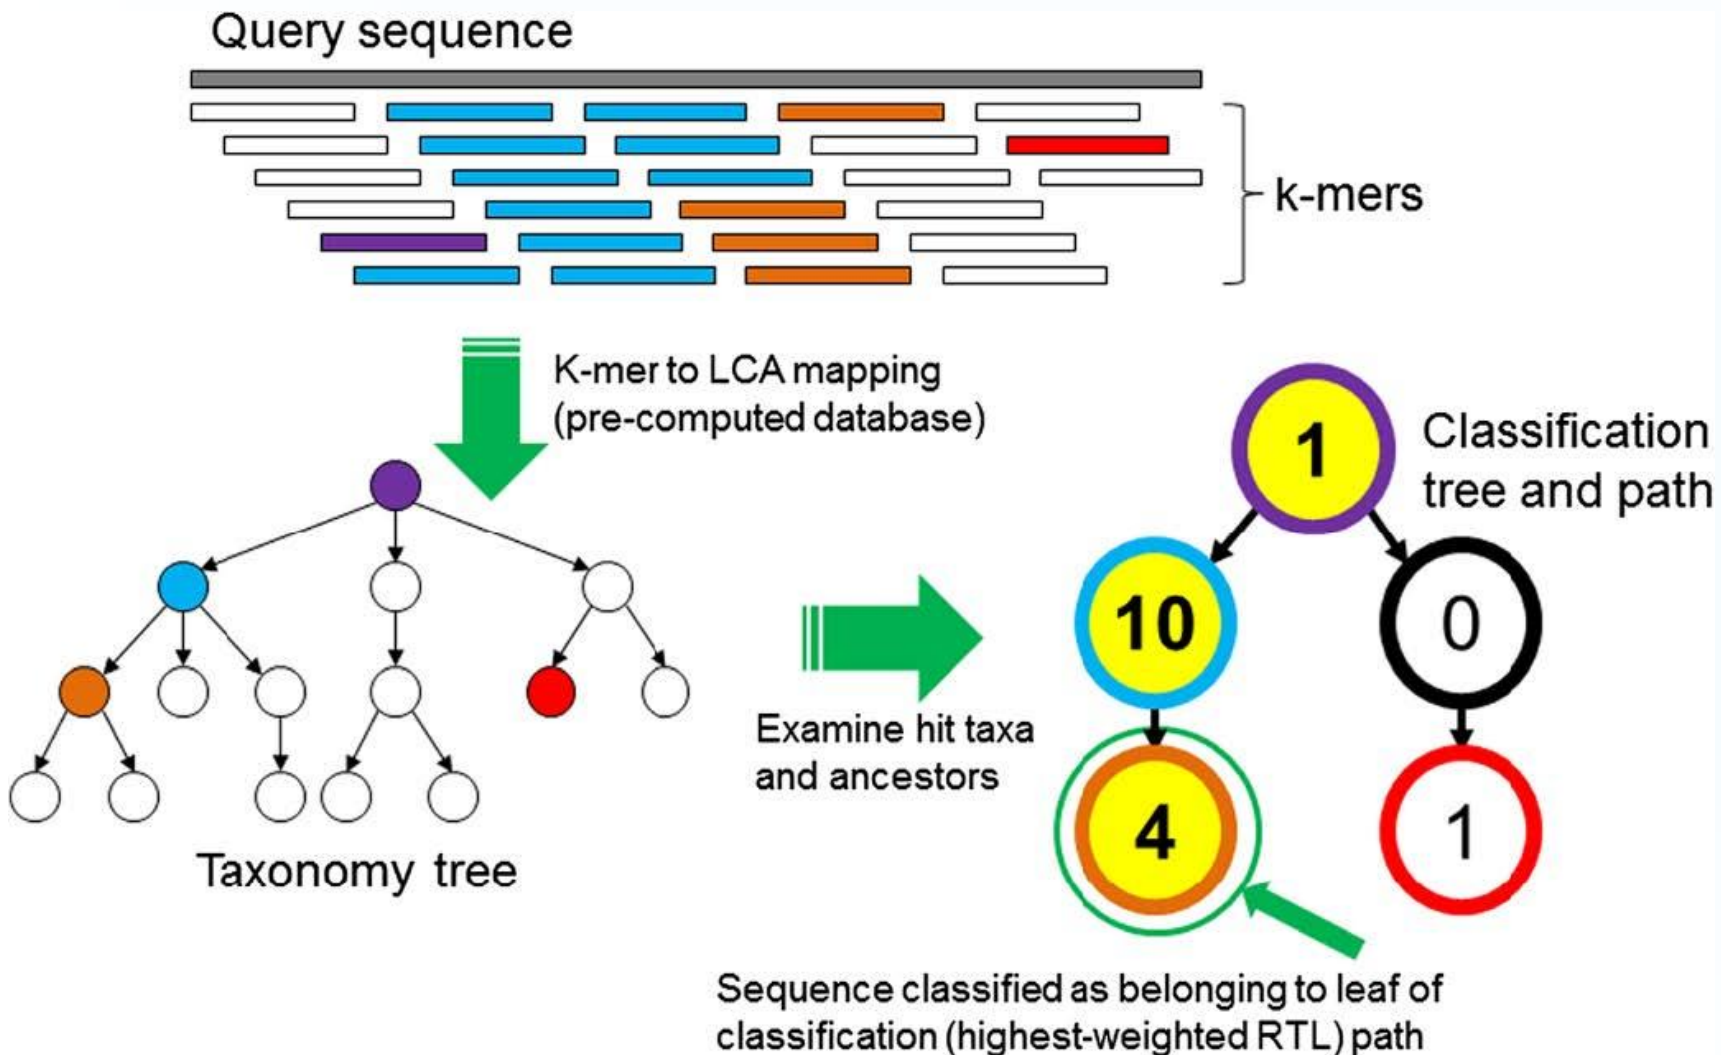 Query sequence
k-mers
K-mer to LCA mapping
(pre-computed database)
1
Classification
tree and path
10
0
Examine hit taxa
and ancestors
4
1
Taxonomy tree
Sequence classified as belonging to leaf of
classification (highest-weighted RTL) path